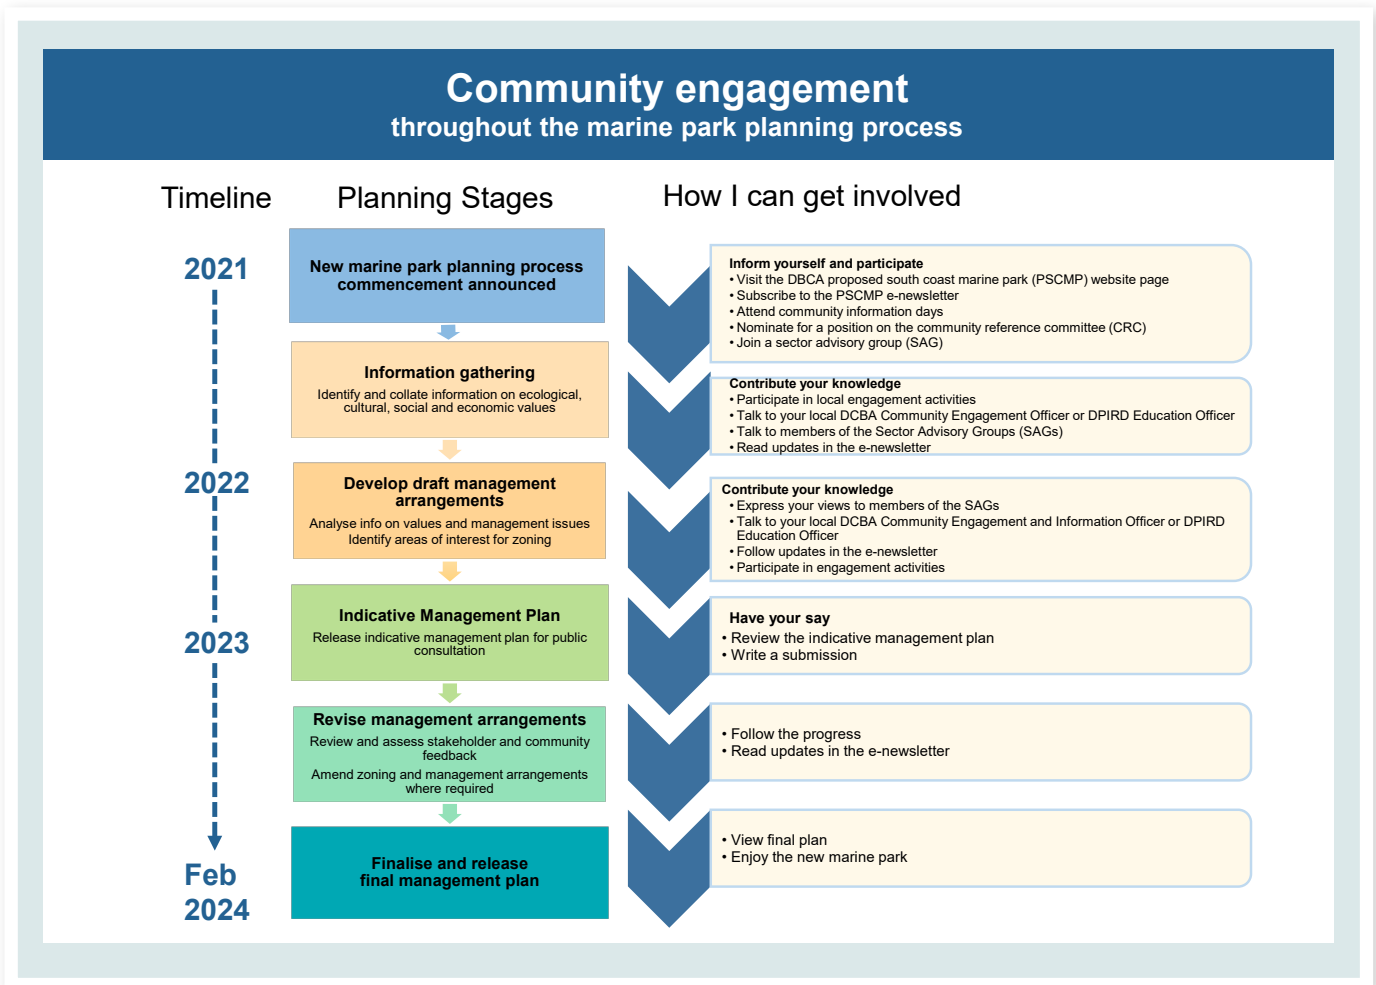 Community engagement
throughout the marine park planning process
Timeline
Planning Stages
How I can get involved
2021
New marine park planning process
commencement announced
Inform yourself and participate
• Visit the DBCA proposed south coast marine park (PSCMP) website page
• Subscribe to the PSCMP e-newsletter
• Attend community information days
• Nominate for a position on the community reference committee (CRC)
• Join a sector advisory group (SAG)
Information gathering
Identify and collate information on ecological,
cultural, social and economic values
Contribute your knowledge
• Participate in local engagement activities
• Talk to your local DCBA Community Engagement Officer or DPIRD Education Officer
• Talk to members of the Sector Advisory Groups (SAGs)
• Read updates in the e-newsletter
2022
Develop draft management
arrangements
Analyse info on values and management issues
Identify areas of interest for zoning
Contribute your knowledge
• Express your views to members of the SAGs
• Talk to your local DCBA Community Engagement and Information Officer or DPIRD
Education Officer
• Follow updates in the e-newsletter
• Participate in engagement activities
2023
Indicative Management Plan
Release indicative management plan for public
consultation
Have your say
• Review the indicative management plan
• Write a submission
Revise management arrangements
Review and assess stakeholder and community
feedback
Amend zoning and management arrangements
where required
• Follow the progress
• Read updates in the e-newsletter
Feb
2024
Finalise and release
final management plan
• View final plan
• Enjoy the new marine park